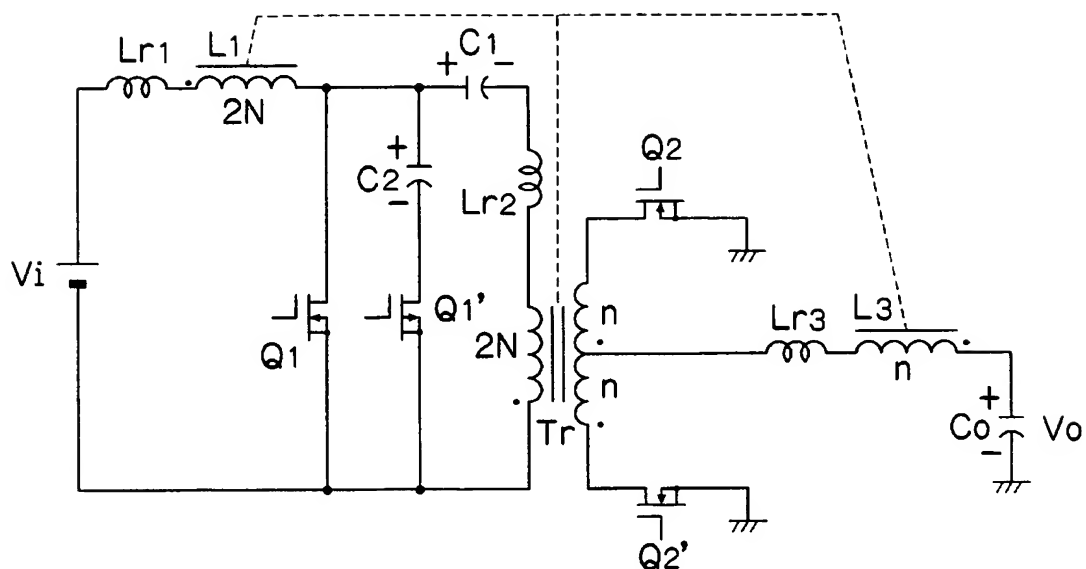 Lr1
L1
2N
C1
+
-
+
C2
-
Lr2
Vi
Q1
Q1'
2N
Tr
n
n
Q2
Q2'
Lr3
L3
n
+
Co
-
Vo